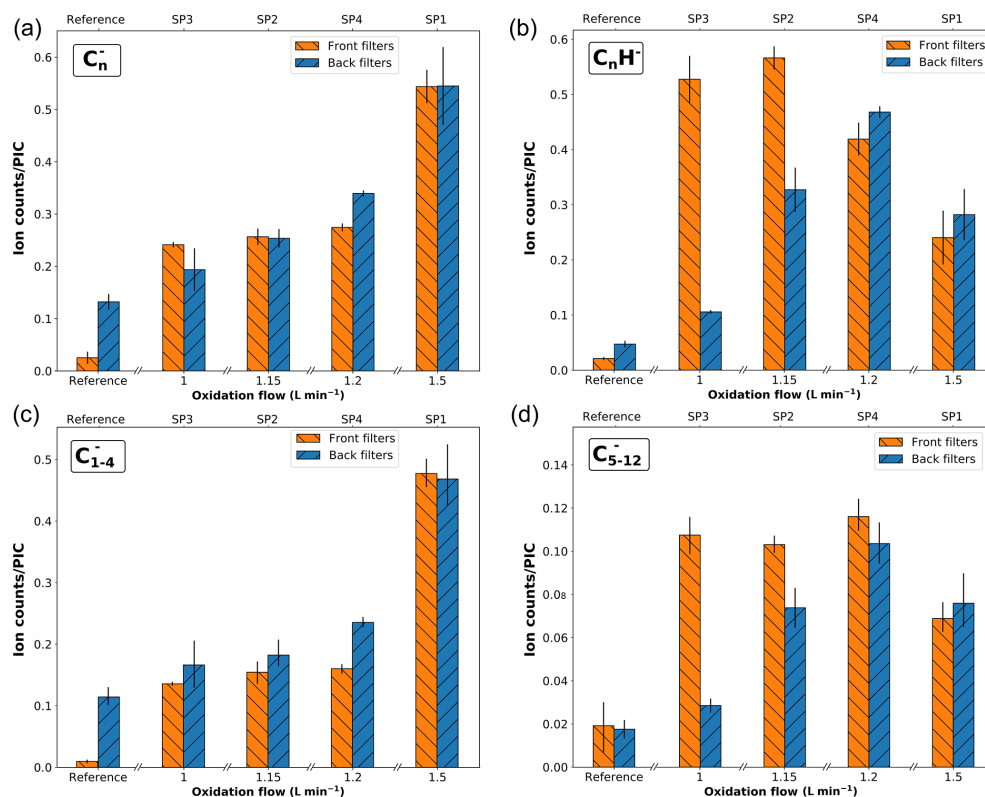 (a)
Reference SP3 SP2 SP4 SP1
C_n^-
Front filters
Back filters
Ion counts/PIC
0.6
0.5
0.4
0.3
0.2
0.1
0.0
Reference 1 1.15 1.2 1.5
Oxidation flow (L min⁻¹)
(b)
Reference SP3 SP2 SP4 SP1
C_nH^-
Front filters
Back filters
Ion counts/PIC
0.6
0.5
0.4
0.3
0.2
0.1
0.0
Reference 1 1.15 1.2 1.5
Oxidation flow (L min⁻¹)
(c)
Reference SP3 SP2 SP4 SP1
C_{1-4}^-
Front filters
Back filters
Ion counts/PIC
0.5
0.4
0.3
0.2
0.1
0.0
Reference 1 1.15 1.2 1.5
Oxidation flow (L min⁻¹)
(d)
Reference SP3 SP2 SP4 SP1
C_{5-12}^-
Front filters
Back filters
Ion counts/PIC
0.14
0.12
0.10
0.08
0.06
0.04
0.02
0.00
Reference 1 1.15 1.2 1.5
Oxidation flow (L min⁻¹)